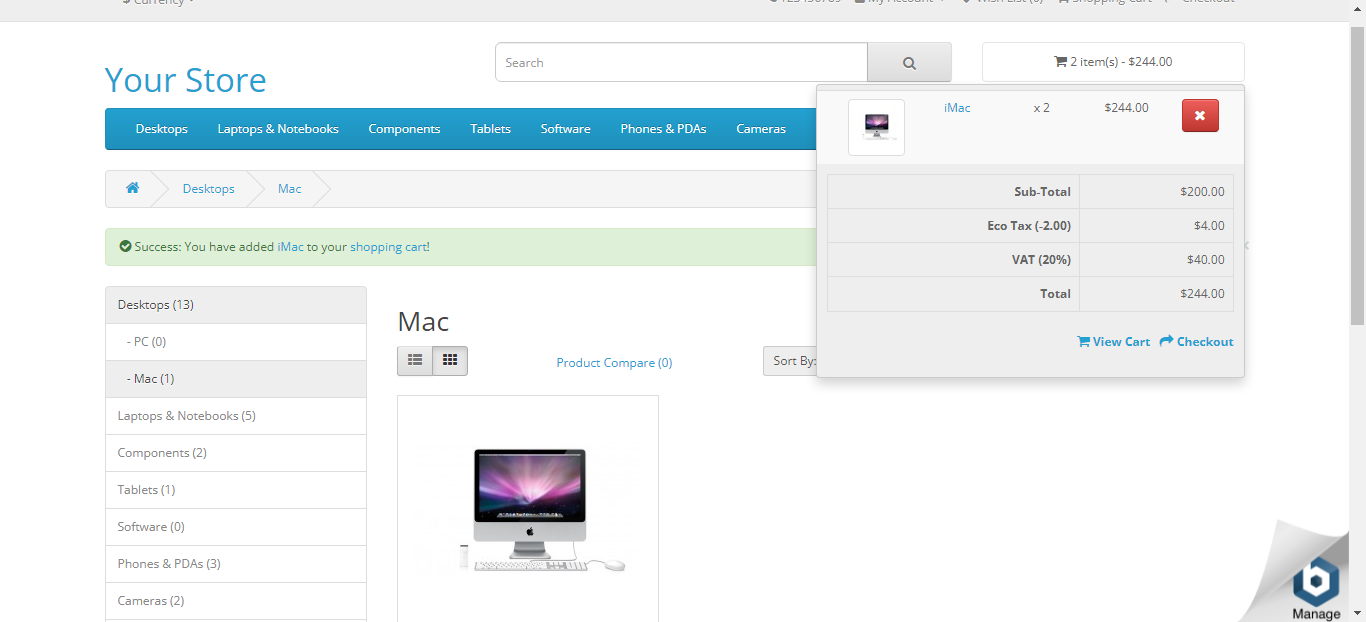 Currency
123456789 My Account Wish List (0) Shopping Cart Checkout
Your Store
Search
2 item(s) - $244.00
Desktops Laptops & Notebooks Components Tablets Software Phones & PDAs Cameras
iMac x 2 $244.00
Sub-Total $200.00
Eco Tax (-2.00) $4.00
VAT (20%) $40.00
Total $244.00
View Cart Checkout
Desktops Mac
Success: You have added iMac to your shopping cart!
Desktops (13)
- PC (0)
- Mac (1)
Laptops & Notebooks (5)
Components (2)
Tablets (1)
Software (0)
Phones & PDAs (3)
Cameras (2)
Mac
Product Compare (0)
Sort By:
Manage